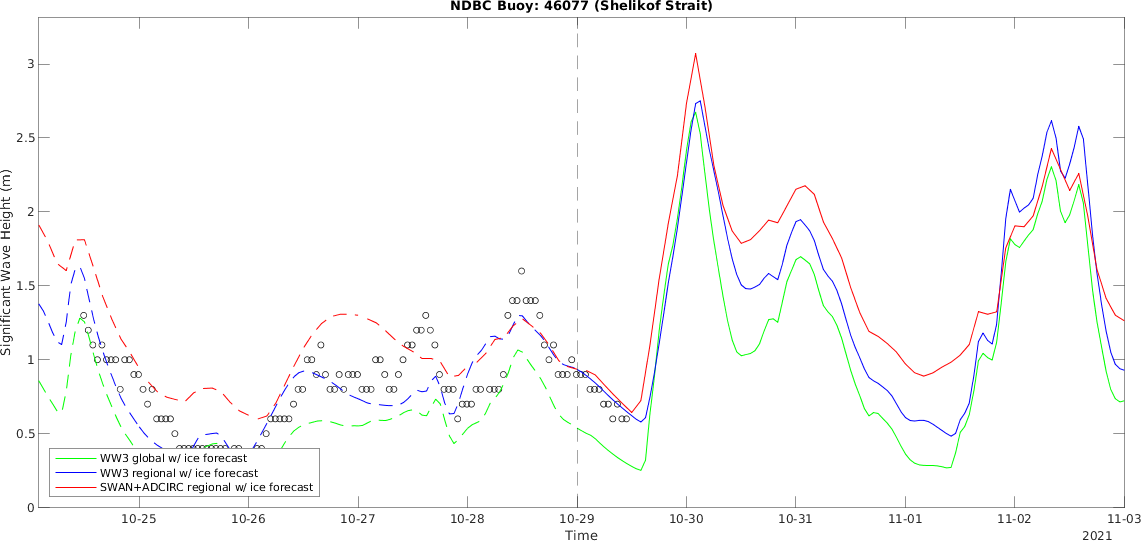 NDBC Buoy: 46077 (Shelikof Strait)
Significant Wave Height (m)
3
2.5
2
1.5
1
0.5
0
WW3 global w/ ice forecast
WW3 regional w/ ice forecast
SWAN+ADCIRC regional w/ ice forecast
10-25 10-26 10-27 10-28 10-29 10-30 10-31 11-01 11-02 11-03
Time
2021